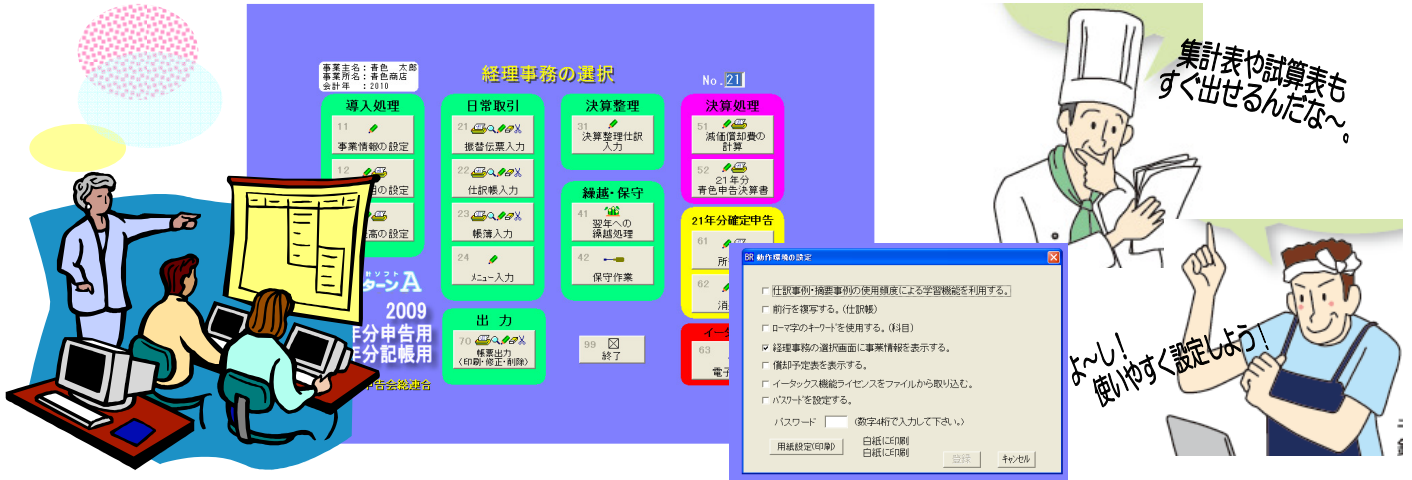 事業主名：青色 太郎
事業所名：青色商店
会計年 ：2010
経理事務の選択
No.21
導入処理
11
事業情報の設定
12
の設定
高の設定
日常取引
21
振替伝票入力
22
仕訳帳入力
23
帳簿入力
24
メニュー入力
出 力
70
帳票出力
(印刷・修正・削除)
決算整理
31
決算整理仕訳
入力
繰越・保守
41
翌年への
繰越処理
42
保守作業
99
終了
決算処理
51
減価償却費の
計算
52
21年分
青色申告決算書
21年分確定申告
61
所
62
消
イータ
63
電子
ターンA
2009
年分申告用
年分記帳用
申告会総連合
BR 動作環境の設定
仕訳事例・摘要事例の使用頻度による学習機能を利用する。
前行を複写する。(仕訳帳)
ローマ字のキーワードを使用する。(科目)
経理事務の選択画面に事業情報を表示する。
償却予定表を表示する。
イータックス機能ライセンスをファイルから取り込む。
パスワードを設定する。
パスワード
(数字4桁で入力して下さい。)
用紙設定(印刷)
白紙に印刷
白紙に印刷
登録
キャンセル
集計表や試算表も
すぐ出せるんだな～。
よ～し！
使いやすく設定しよう！